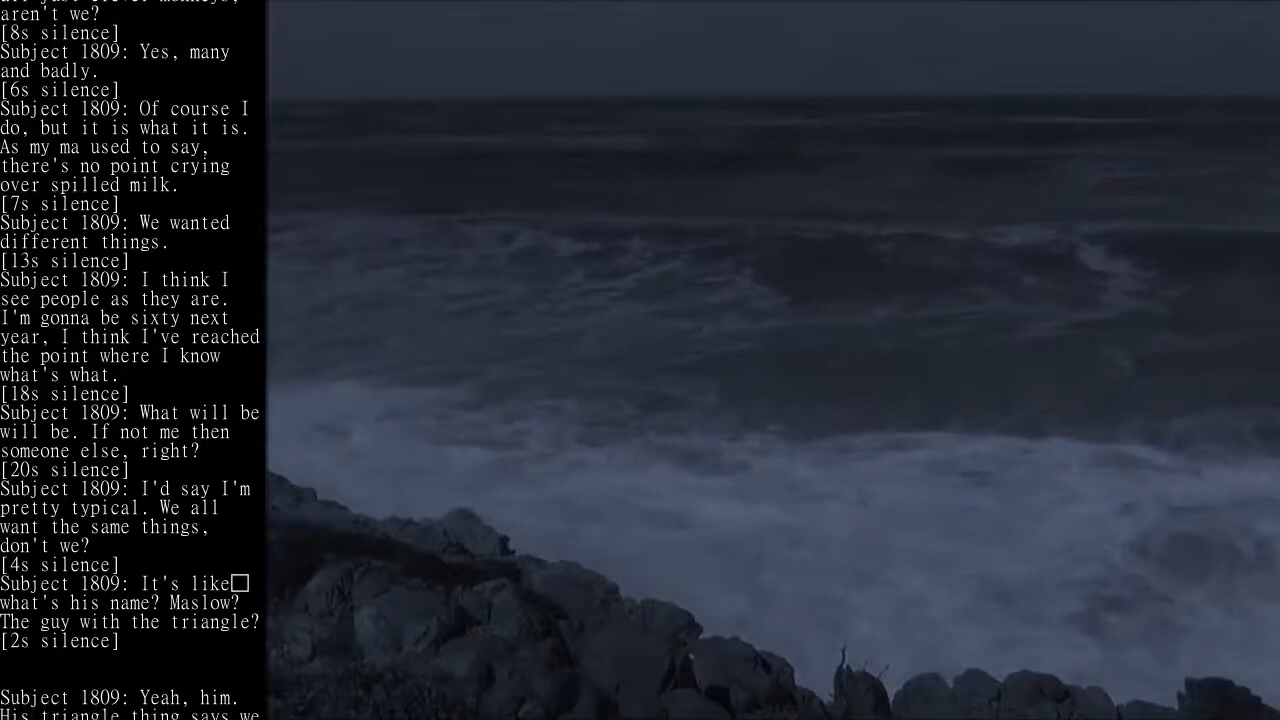 aren't we?
[8s silence]
Subject 1809: Yes, many
and badly.
[6s silence]
Subject 1809: Of course I
do, but it is what it is.
As my ma used to say,
there's no point crying
over spilled milk.
[7s silence]
Subject 1809: We wanted
different things.
[13s silence]
Subject 1809: I think I
see people as they are.
I'm gonna be sixty next
year, I think I've reached
the point where I know
what's what.
[18s silence]
Subject 1809: What will be
will be. If not me then
someone else, right?
[20s silence]
Subject 1809: I'd say I'm
pretty typical. We all
want the same things,
don't we?
[4s silence]
Subject 1809: It's like□
what's his name? Maslow?
The guy with the triangle?
[2s silence]
Subject 1809: Yeah, him.
His triangle thing says we